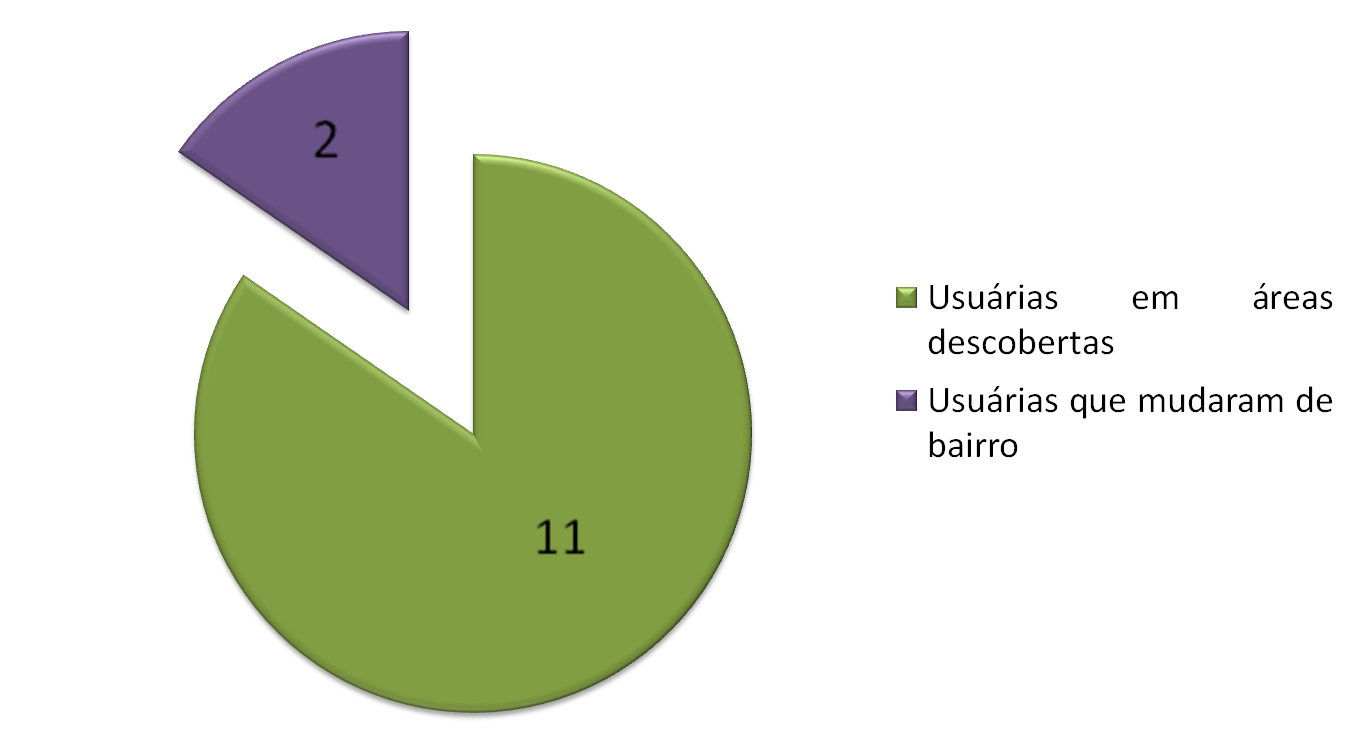 2
11
Usuárias em áreas
descobertas
Usuárias que mudaram de
bairro